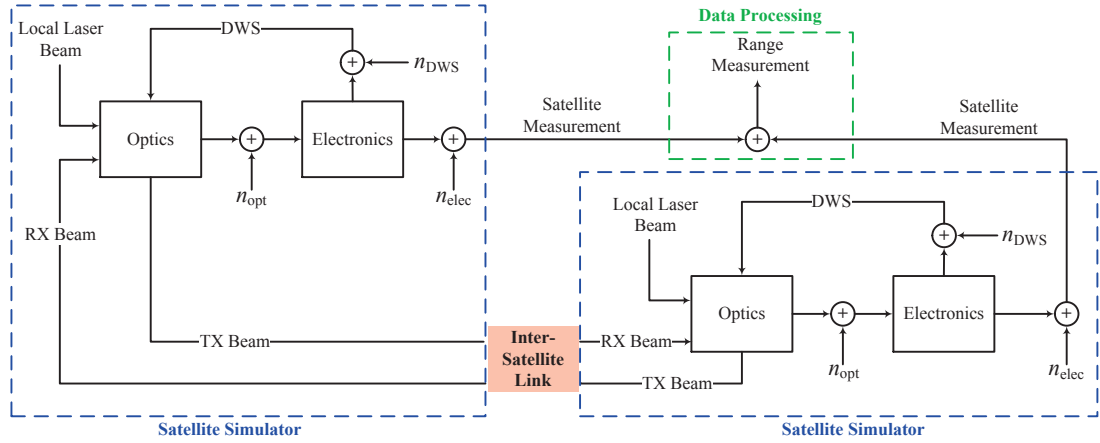 Local Laser
Beam
DWS
n_DWS
Optics
Electronics
n_opt
n_elec
RX Beam
TX Beam
Satellite Simulator
Data Processing
Range
Measurement
Satellite
Measurement
Satellite
Measurement
Inter-
Satellite
Link
Local Laser
Beam
DWS
n_DWS
Optics
Electronics
n_opt
n_elec
RX Beam
TX Beam
Satellite Simulator